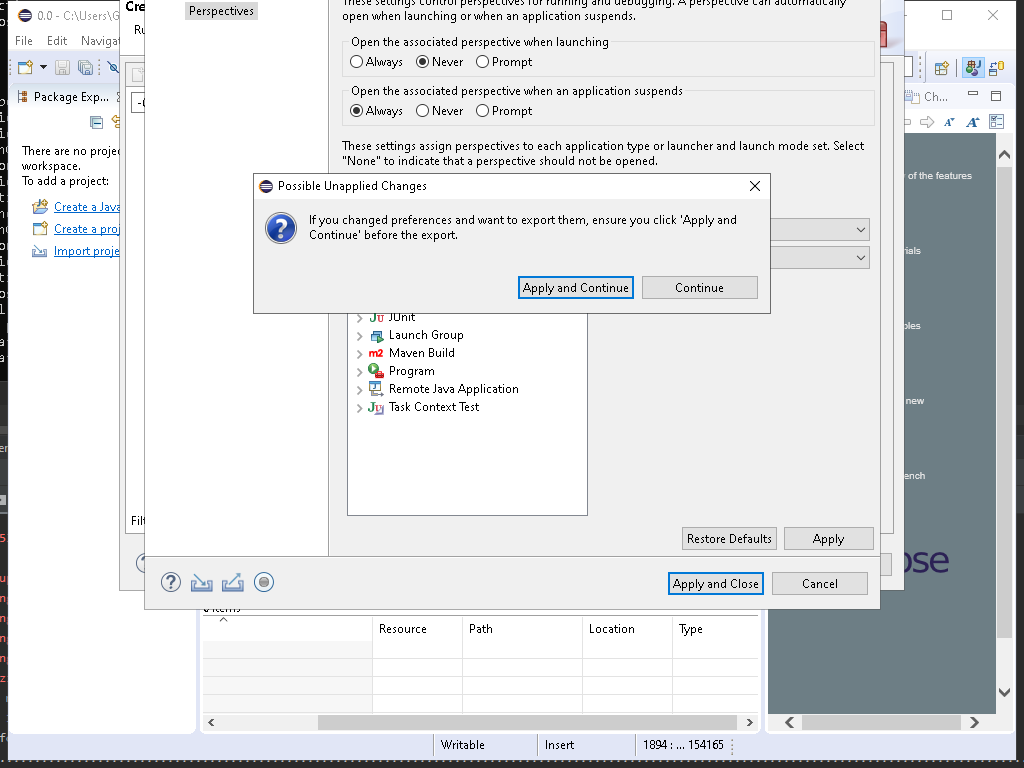 0.0 - C:\Users\G
File Edit Navigat
Package Exp...
There are no proje
workspace.
To add a project:
Create a Java
Create a proj
Import proje
Cre
Ru
Filt
Perspectives
These settings control perspectives for running and debugging. A perspective can automatically
open when launching or when an application suspends.
Open the associated perspective when launching
Always Never Prompt
Open the associated perspective when an application suspends
Always Never Prompt
These settings assign perspectives to each application type or launcher and launch mode set. Select
"None" to indicate that a perspective should not be opened.
Possible Unapplied Changes
If you changed preferences and want to export them, ensure you click 'Apply and
Continue' before the export.
Apply and Continue
Continue
JUnit
Launch Group
Maven Build
Program
Remote Java Application
Task Context Test
Restore Defaults
Apply
Apply and Close
Cancel
Ch...
y of the features
rials
ples
new
ench
ose
Items
Resource Path Location Type
Writable Insert 1894 : ... 154165